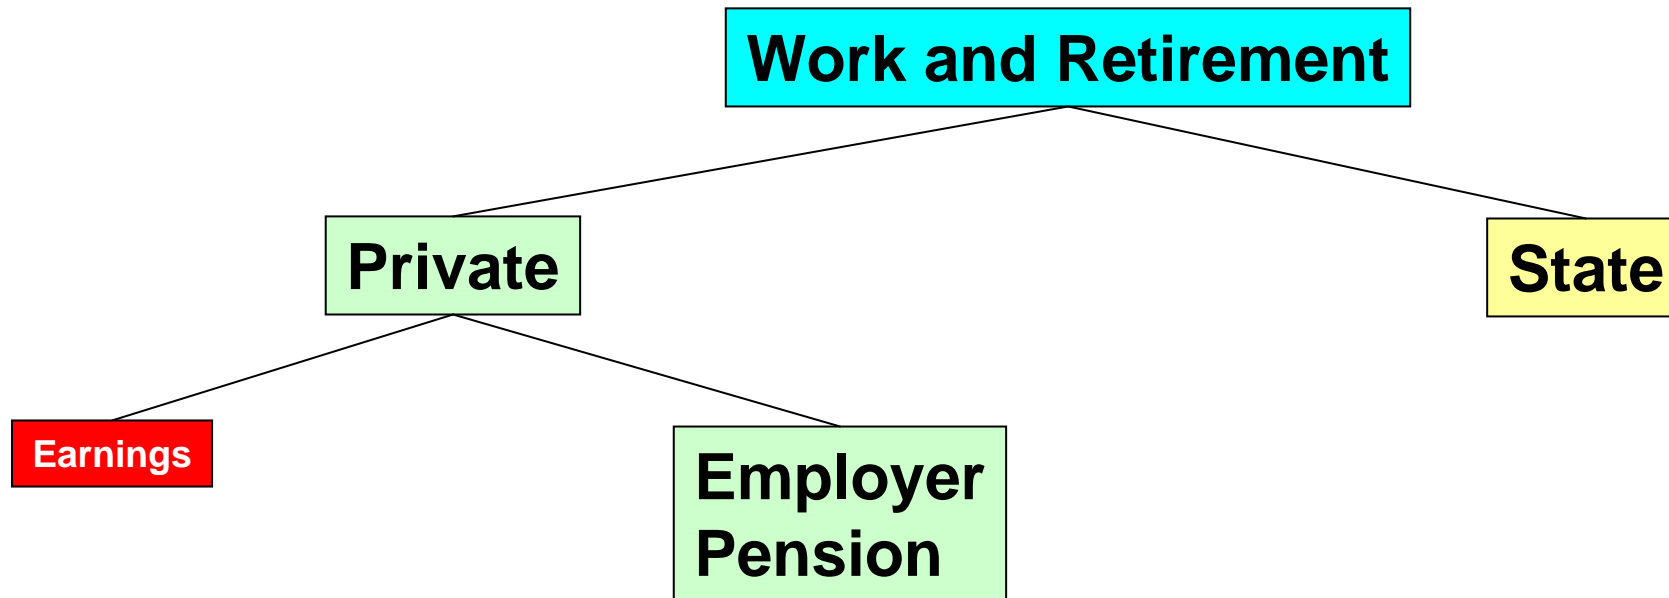 Work and Retirement
Private
State
Earnings
Employer
Pension